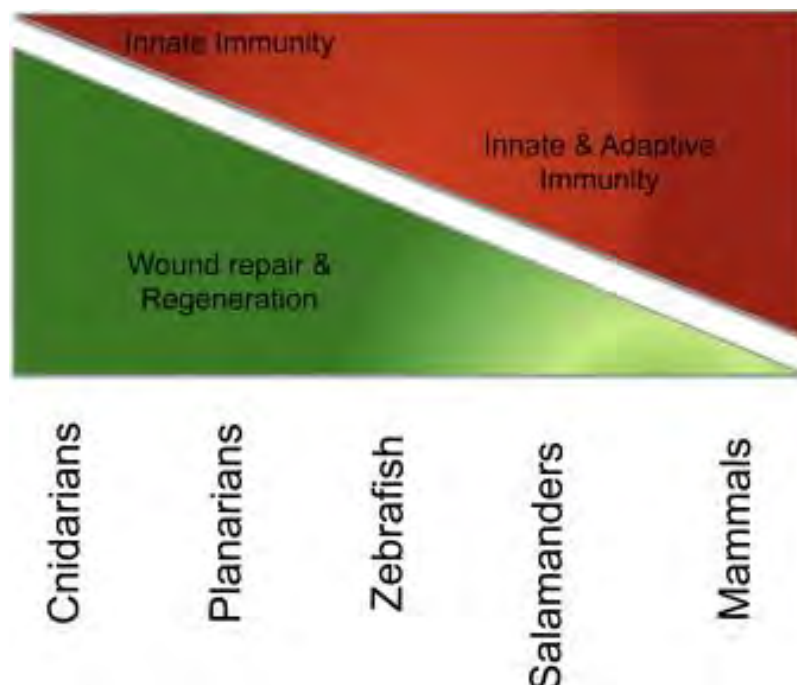 Innate Immunity
Innate & Adaptive
Immunity
Wound repair &
Regeneration
Cnidarians
Planarians
Zebrafish
Salamanders
Mammals